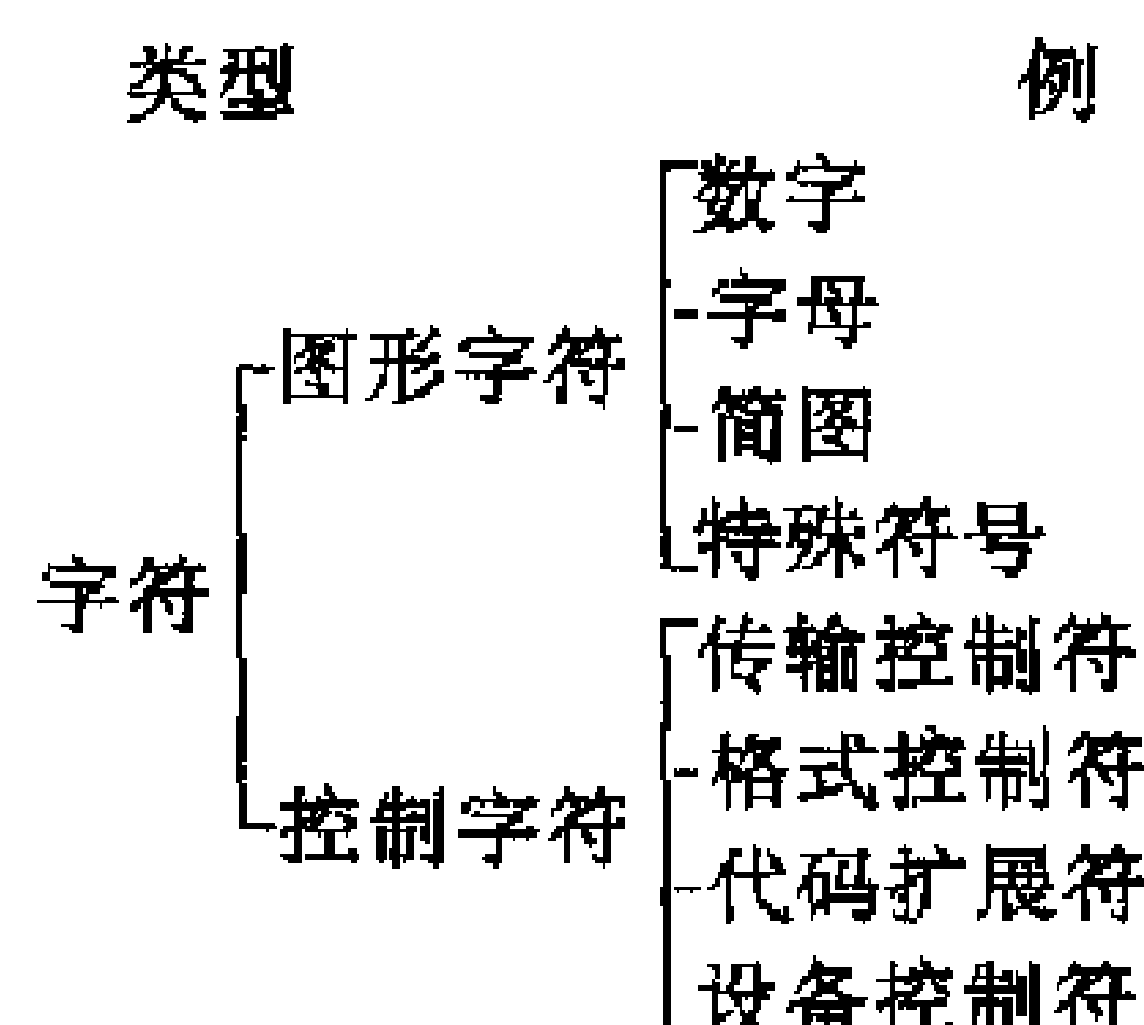 类型 例
数字
字母
图形字符
简图
特殊符号
字符
传输控制符
格式控制符
控制字符
代码扩展符
设备控制符